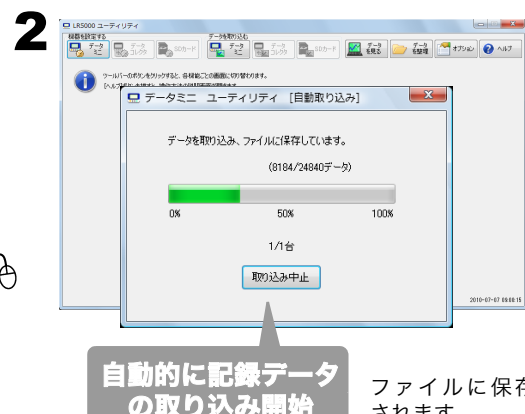 2
LR5000 ユーティリティ
機器を設定する
データを取り込む
データ
ミニ
データ
コレクタ
SDカード
データ
ミニ
データ
コレクタ
SDカード
データ
を見る
データ
を整理
オプション
ヘルプ
ツールバーのボタンをクリックすると、各機能ごとの画面に切り替わります。
データミニ ユーティリティ [自動取り込み]
データを取り込み、ファイルに保存しています。
(8184/24840データ)
0% 50% 100%
1/1台
取り込み中止
2010-07-07 09:08:15
自動的に記録データ
の取り込み開始
ファイルに保存
されます